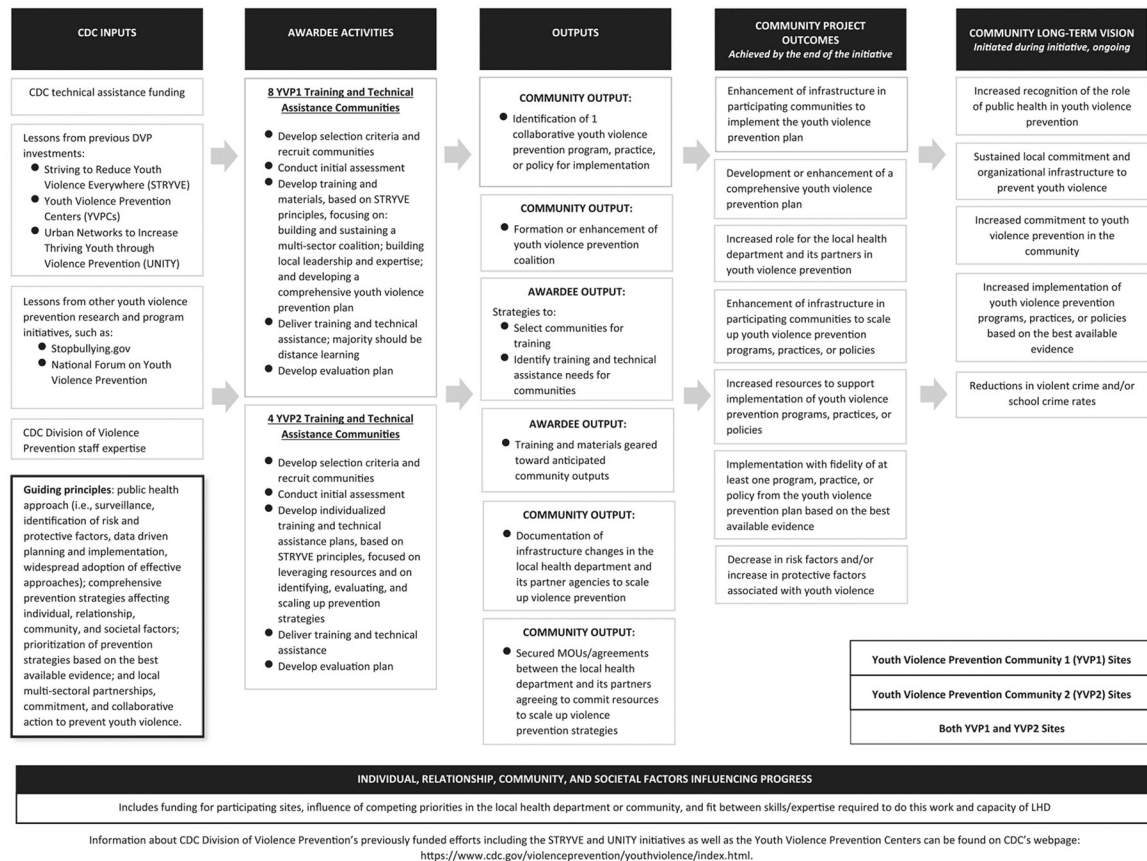 CDC INPUTS
CDC technical assistance funding
Lessons from previous DVP
investments:
● Striving to Reduce Youth
Violence Everywhere (STRYVE)
● Youth Violence Prevention
Centers (YVPCs)
● Urban Networks to Increase
Thriving Youth through
Violence Prevention (UNITY)
Lessons from other youth violence
prevention research and program
initiatives, such as:
● Stopbullying.gov
● National Forum on Youth
Violence Prevention
CDC Division of Violence
Prevention staff expertise
Guiding principles: public health
approach (i.e., surveillance,
identification of risk and
protective factors, data driven
planning and implementation,
widespread adoption of effective
approaches); comprehensive
prevention strategies affecting
individual, relationship,
community, and societal factors;
prioritization of prevention
strategies based on the best
available evidence; and local
multi-sectoral partnerships,
commitment, and collaborative
action to prevent youth violence.
AWARDEE ACTIVITIES
8 YVP1 Training and Technical
Assistance Communities
● Develop selection criteria and
recruit communities
● Conduct initial assessment
● Develop training and
materials, based on STRYVE
principles, focusing on:
building and sustaining
a multi-sector coalition; building
local leadership and expertise;
and developing a
comprehensive youth violence
prevention plan
● Deliver training and technical
assistance; majority should be
distance learning
● Develop evaluation plan
4 YVP2 Training and Technical
Assistance Communities
● Develop selection criteria and
recruit communities
● Conduct initial assessment
● Develop individualized
training and technical
assistance plans, based on
STRYVE principles, focused on
leveraging resources and on
identifying, evaluating, and
scaling up prevention
strategies
● Deliver training and technical
assistance
● Develop evaluation plan
OUTPUTS
COMMUNITY OUTPUT:
● Identification of 1
collaborative youth violence
prevention program, practice,
or policy for implementation
COMMUNITY OUTPUT:
● Formation or enhancement of
youth violence prevention
coalition
AWARDEE OUTPUT:
Strategies to:
● Select communities for
training
● Identify training and technical
assistance needs for
communities
AWARDEE OUTPUT:
● Training and materials geared
toward anticipated
community outputs
COMMUNITY OUTPUT:
● Documentation of
infrastructure changes in the
local health department and
its partner agencies to scale
up violence prevention
COMMUNITY OUTPUT:
● Secured MOUs/agreements
between the local health
department and its partners
agreeing to commit resources
to scale up violence
prevention strategies
COMMUNITY PROJECT
OUTCOMES
Achieved by the end of the initiative
Enhancement of infrastructure in
participating communities to
implement the youth violence
prevention plan
Development or enhancement of a
comprehensive youth violence
prevention plan
Increased role for the local health
department and its partners in
youth violence prevention
Enhancement of infrastructure in
participating communities to scale
up youth violence prevention
programs, practices, or policies
Increased resources to support
implementation of youth violence
prevention programs, practices, or
policies
Implementation with fidelity of at
least one program, practice, or
policy from the youth violence
prevention plan based on the best
available evidence
Decrease in risk factors and/or
increase in protective factors
associated with youth violence
COMMUNITY LONG-TERM VISION
Initiated during initiative, ongoing
Increased recognition of the role
of public health in youth violence
prevention
Sustained local commitment and
organizational infrastructure to
prevent youth violence
Increased commitment to youth
violence prevention in the
community
Increased implementation of
youth violence prevention
programs, practices, or policies
based on the best available
evidence
Reductions in violent crime and/or
school crime rates
Youth Violence Prevention Community 1 (YVP1) Sites
Youth Violence Prevention Community 2 (YVP2) Sites
Both YVP1 and YVP2 Sites
INDIVIDUAL, RELATIONSHIP, COMMUNITY, AND SOCIETAL FACTORS INFLUENCING PROGRESS
Includes funding for participating sites, influence of competing priorities in the local health department or community, and fit between skills/expertise required to do this work and capacity of LHD
Information about CDC Division of Violence Prevention's previously funded efforts including the STRYVE and UNITY initiatives as well as the Youth Violence Prevention Centers can be found on CDC's webpage:
https://www.cdc.gov/violenceprevention/youthviolence/index.html.